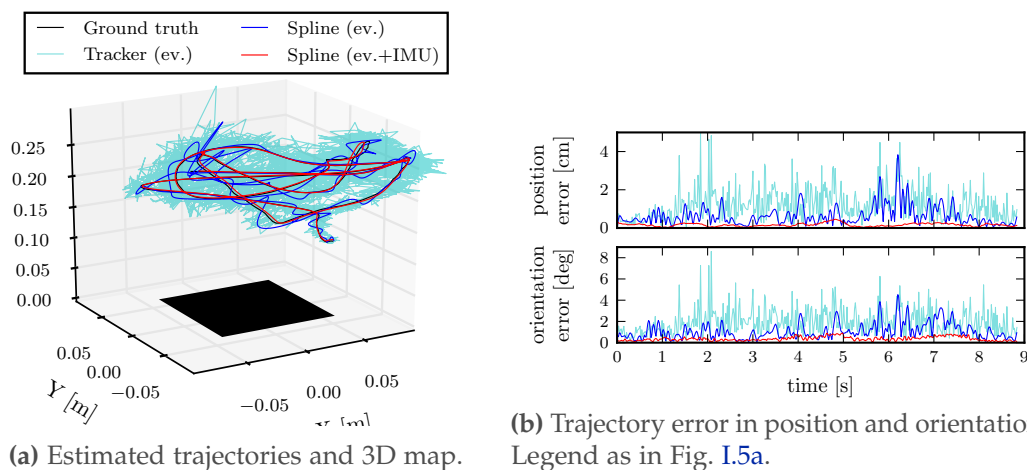 Ground truth
Spline (ev.)
Tracker (ev.)
Spline (ev.+IMU)
0.25
0.20
0.15
0.10
0.05
0.00
0.05
0.00
−0.05
Y [m]
−0.05
0.00
0.05
(a) Estimated trajectories and 3D map.
position
error [cm]
4
2
0
orientation
error [deg]
8
6
4
2
0
0 1 2 3 4 5 6 7 8 9
time [s]
(b) Trajectory error in position and orientatio
Legend as in Fig. I.5a.